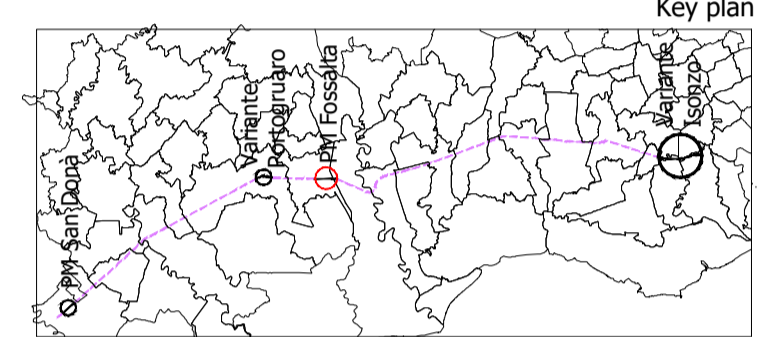 Key plan
PM San Donà
Variante
Portogruaro
PM Fossalta
Variante
Isonzo